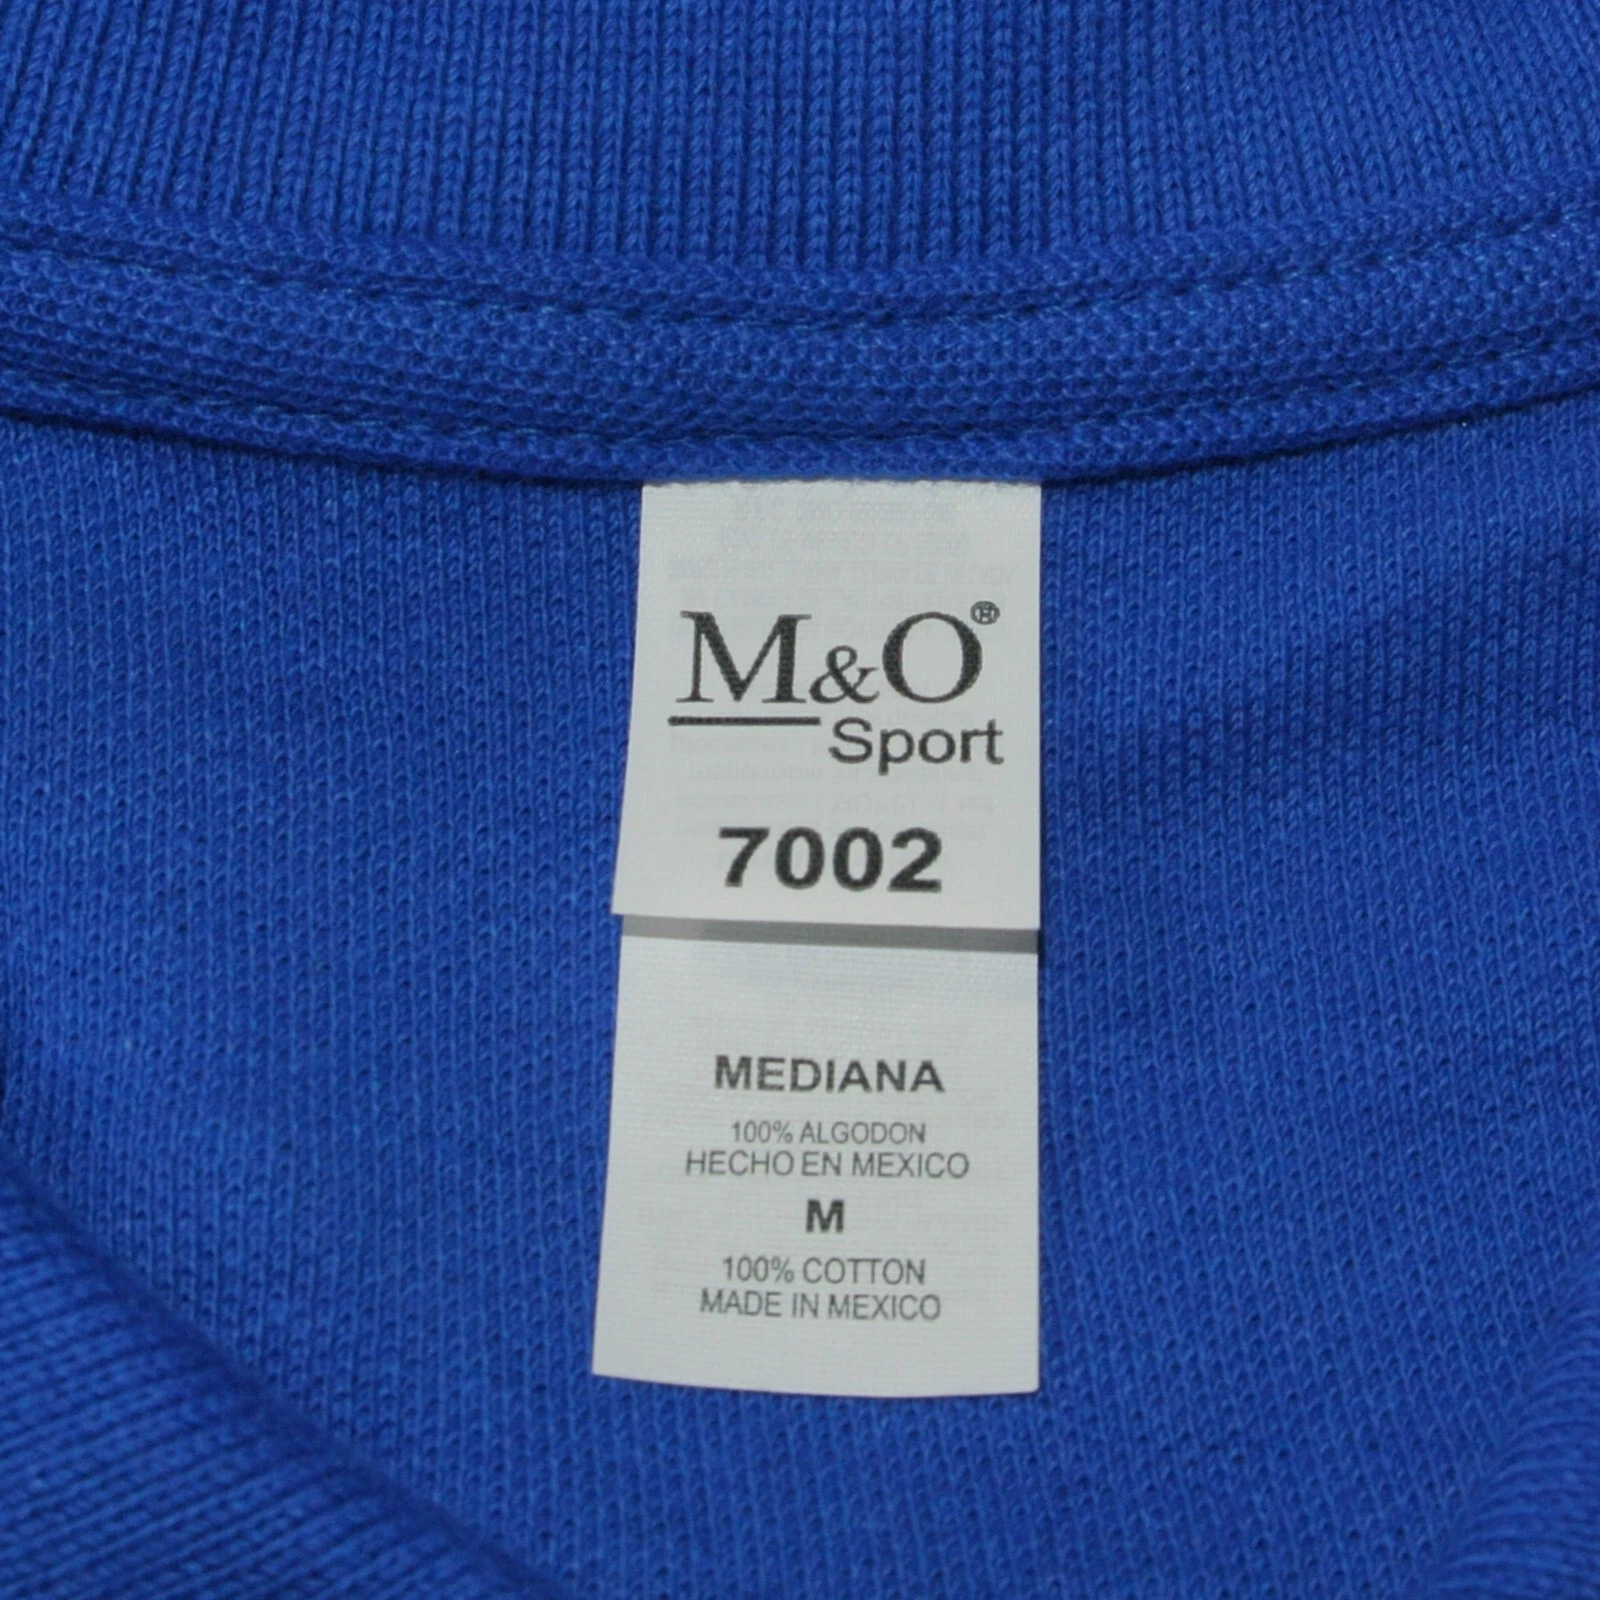 M&O®
Sport
7002
MEDIANA
100% ALGODON
HECHO EN MEXICO
M
100% COTTON
MADE IN MEXICO